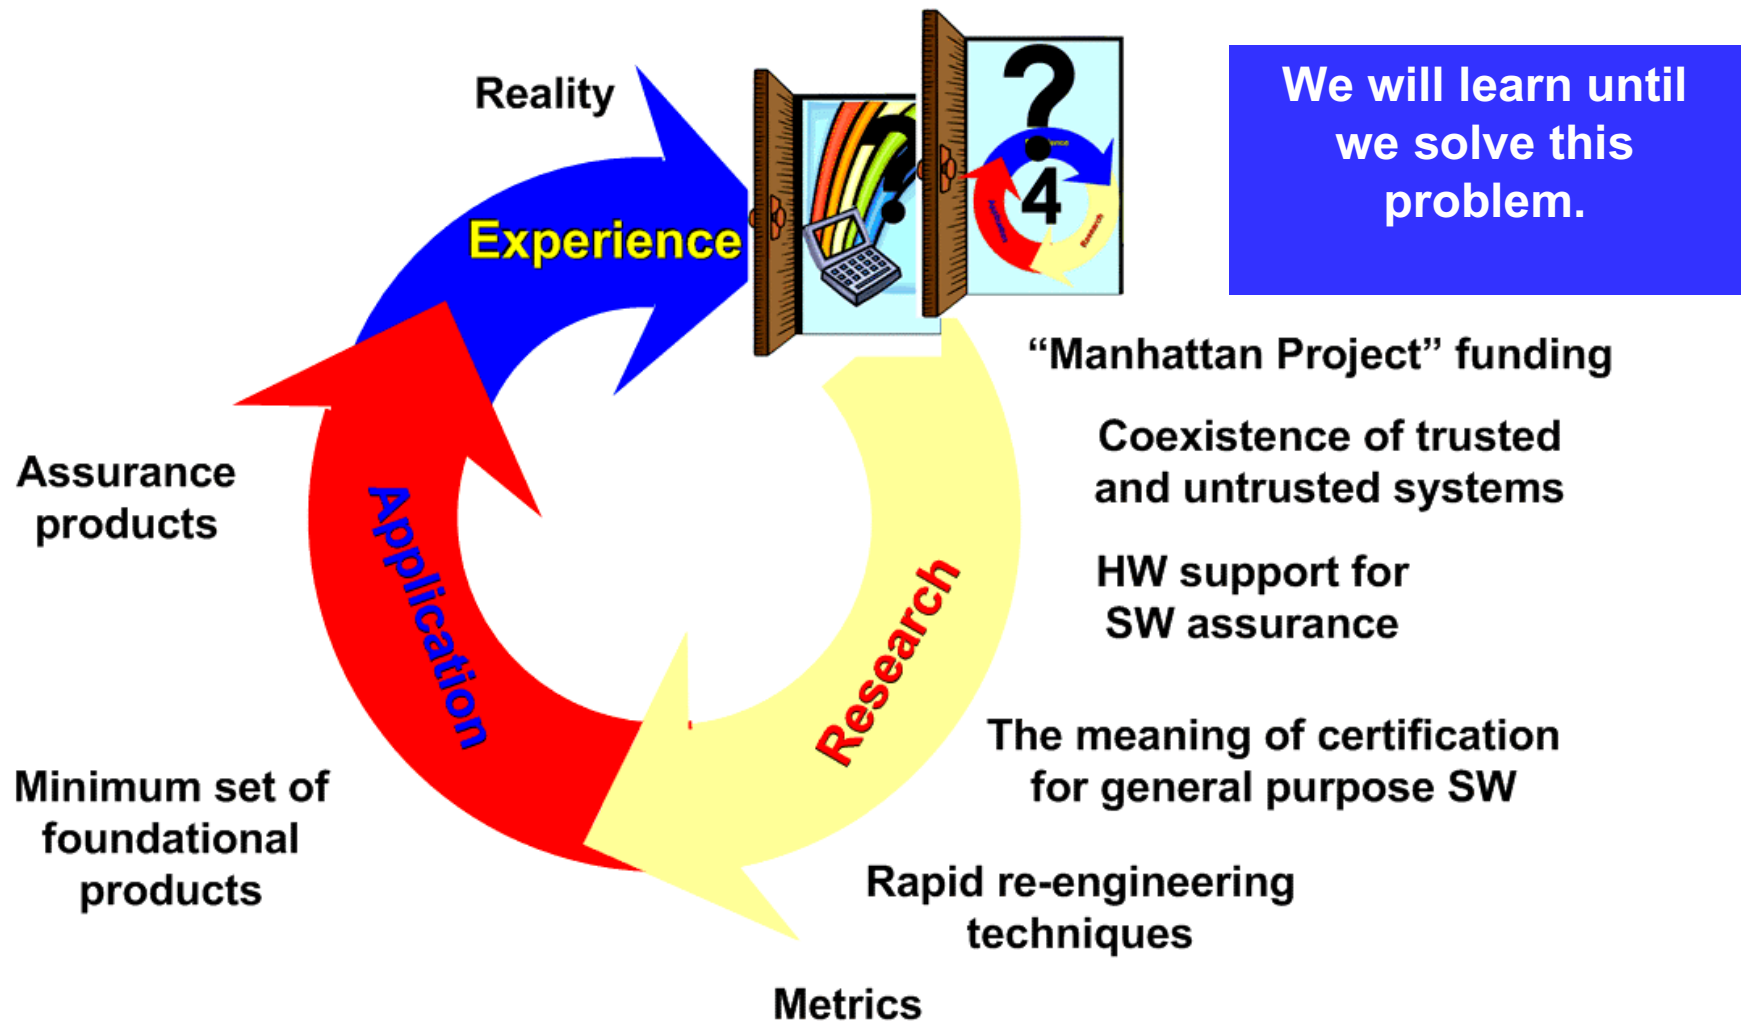 Reality
Experience
?
?
4
Application
Research
We will learn until
we solve this
problem.
“Manhattan Project” funding
Coexistence of trusted
and untrusted systems
HW support for
SW assurance
The meaning of certification
for general purpose SW
Rapid re-engineering
techniques
Metrics
Research
Minimum set of
foundational
products
Application
Assurance
products